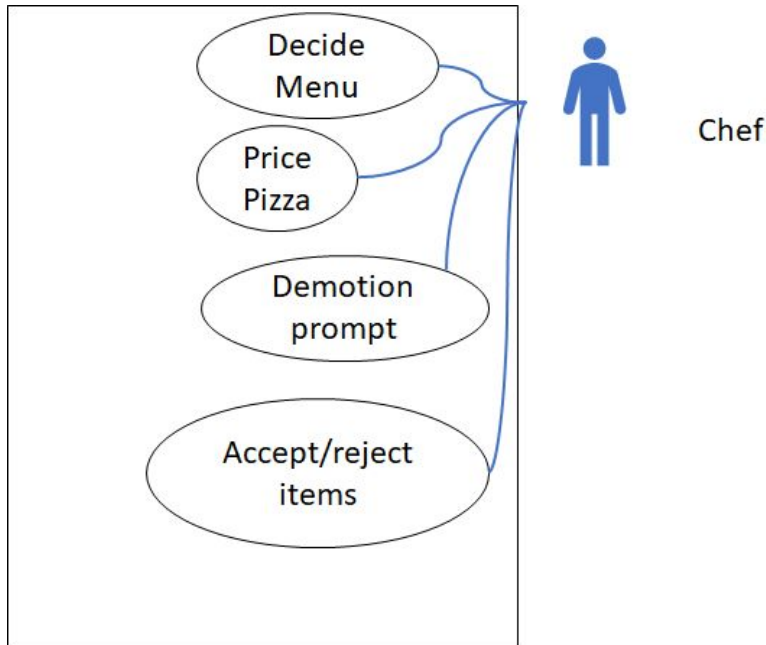 Decide
Menu
Price
Pizza
Chef
Demotion
prompt
Accept/reject
items